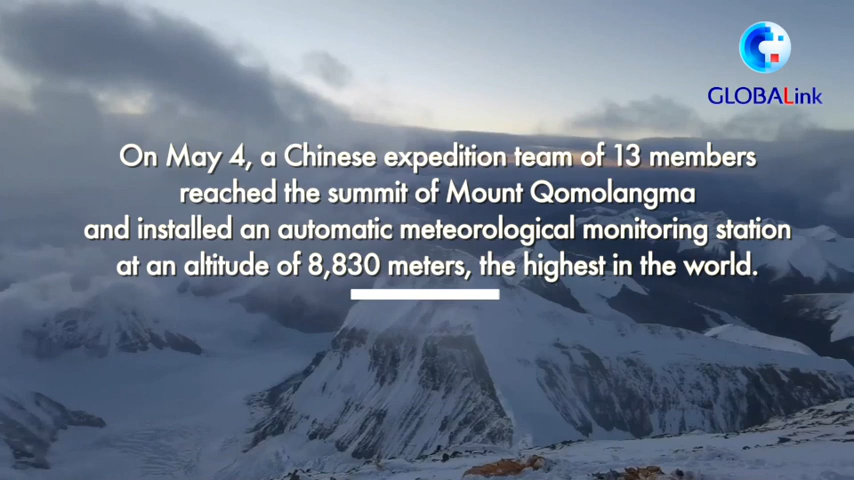 GLOBALink
On May 4, a Chinese expedition team of 13 members
reached the summit of Mount Qomolangma
and installed an automatic meteorological monitoring station
at an altitude of 8,830 meters, the highest in the world.